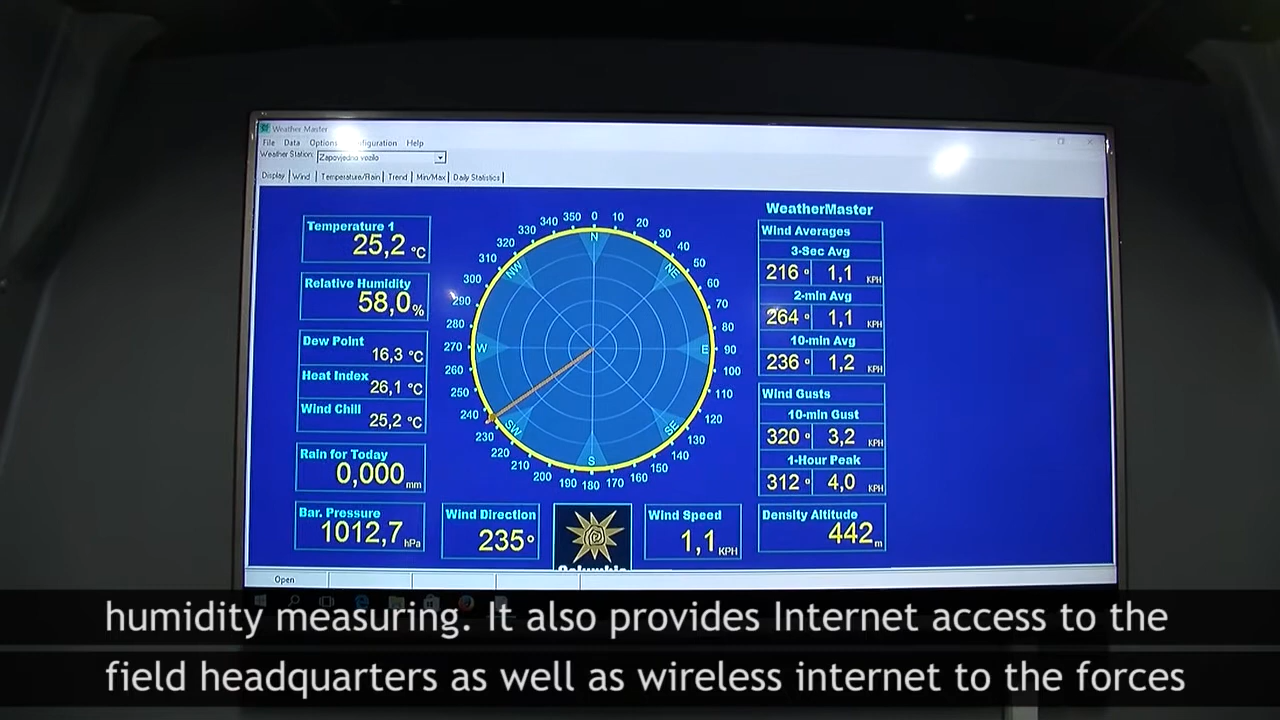 Weather Master
File Data Options Configuration Help
Weather Station: Zapovjedno vozilo
Display Wind Temperature/Rain Trend Min/Max Daily Statistics
Temperature 1
25,2 °C
Relative Humidity
58,0 %
Dew Point
16,3 °C
Heat Index
26,1 °C
Wind Chill
25,2 °C
Rain for Today
0,000 mm
Bar. Pressure
1012,7 hPa
0 10 20 30 40 50 60 70 80 90 100 110 120 130 140 150 160 170 180 190 200 210 220 230 240 250 260 270 280 290 300 310 320 330 340 350
N NE E SE S SW W NW
Wind Direction
235°
Columbia
Wind Speed
1,1 KPH
WeatherMaster
Wind Averages
3-Sec Avg
216 ° 1,1 KPH
2-min Avg
264 ° 1,1 KPH
10-min Avg
236 ° 1,2 KPH
Wind Gusts
10-min Gust
320 ° 3,2 KPH
1-Hour Peak
312 ° 4,0 KPH
Density Altitude
442 m
Open
humidity measuring. It also provides Internet access to the
field headquarters as well as wireless internet to the forces